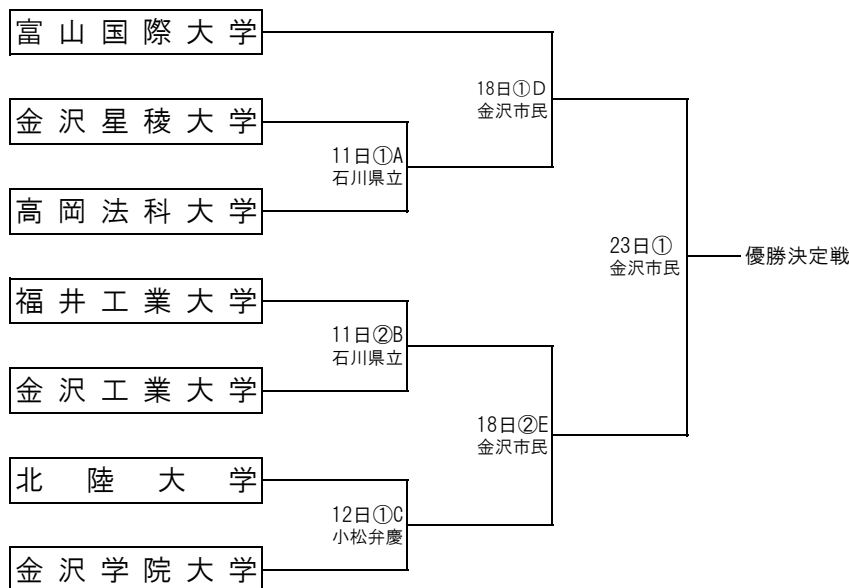 富山国際大学
18日①D
金沢市民
金沢星稜大学
11日①A
石川県立
高岡法科大学
23日①
金沢市民
優勝決定戦
福井工業大学
11日②B
石川県立
金沢工業大学
18日②E
金沢市民
北陸大学
12日①C
小松弁慶
金沢学院大学